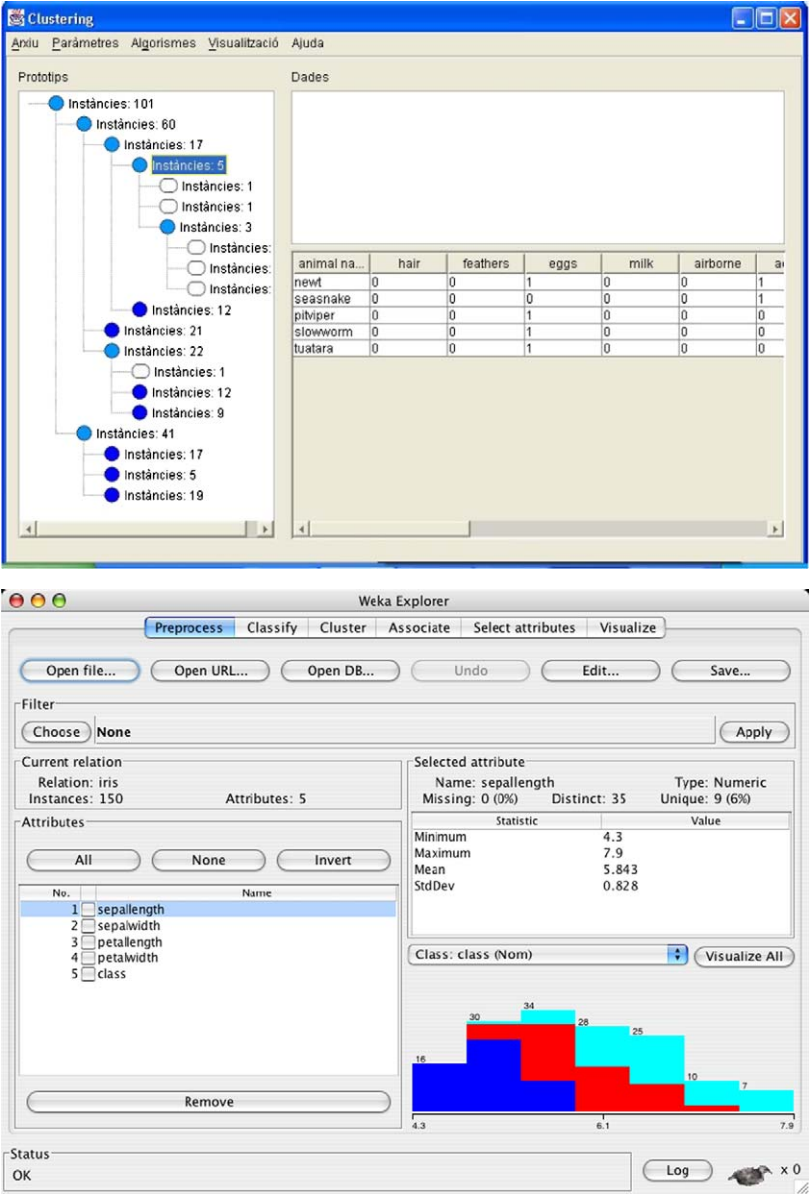 Clustering
Arxiu Paràmetres Algorismes Visualització Ajuda
Prototips
Dades
Instàncies: 101
Instàncies: 60
Instàncies: 17
Instàncies: 5
Instàncies: 1
Instàncies: 1
Instàncies: 3
Instàncies:
Instàncies:
Instàncies:
Instàncies: 12
Instàncies: 21
Instàncies: 22
Instàncies: 1
Instàncies: 12
Instàncies: 9
Instàncies: 41
Instàncies: 17
Instàncies: 5
Instàncies: 19
animal na... hair feathers eggs milk airborne
newt 0 0 1 0 0 1
seasnake 0 0 0 0 0 1
pitviper 0 0 1 0 0 0
slowworm 0 0 1 0 0 0
tuatara 0 0 1 0 0 0
Weka Explorer
Preprocess Classify Cluster Associate Select attributes Visualize
Open file... Open URL... Open DB... Undo Edit... Save...
Filter
Choose None Apply
Current relation
Relation: iris
Instances: 150 Attributes: 5
Attributes
All None Invert
No. Name
1 sepallength
2 sepalwidth
3 petallength
4 petalwidth
5 class
Remove
Selected attribute
Name: sepallength Type: Numeric
Missing: 0 (0%) Distinct: 35 Unique: 9 (6%)
Statistic Value
Minimum 4.3
Maximum 7.9
Mean 5.843
StdDev 0.828
Class: class (Nom) Visualize All
16 30 34 28 25 10 7
4.3 6.1 7.9
Status
OK
Log x 0